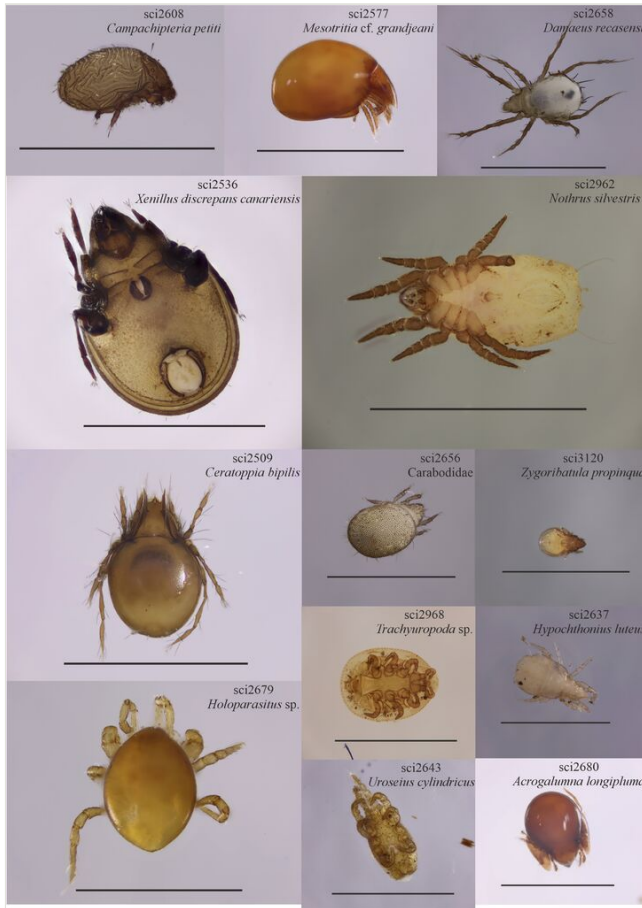 sci2608
Campachipteria petiti
sci2577
Mesotritia cf. grandjeani
sci2658
Damaeus recasensi
sci2536
Xenillus discrepans canariensis
sci2962
Nothrus silvestris
sci2509
Ceratoppia bipilis
sci2656
Carabodidae
sci3120
Zygoribatula propinqua
sci2968
Trachyuropoda sp.
sci2637
Hypochthonius luteus
sci2679
Holoparasitus sp.
sci2643
Uroseius cylindricus
sci2680
Acrogalumna longipluma